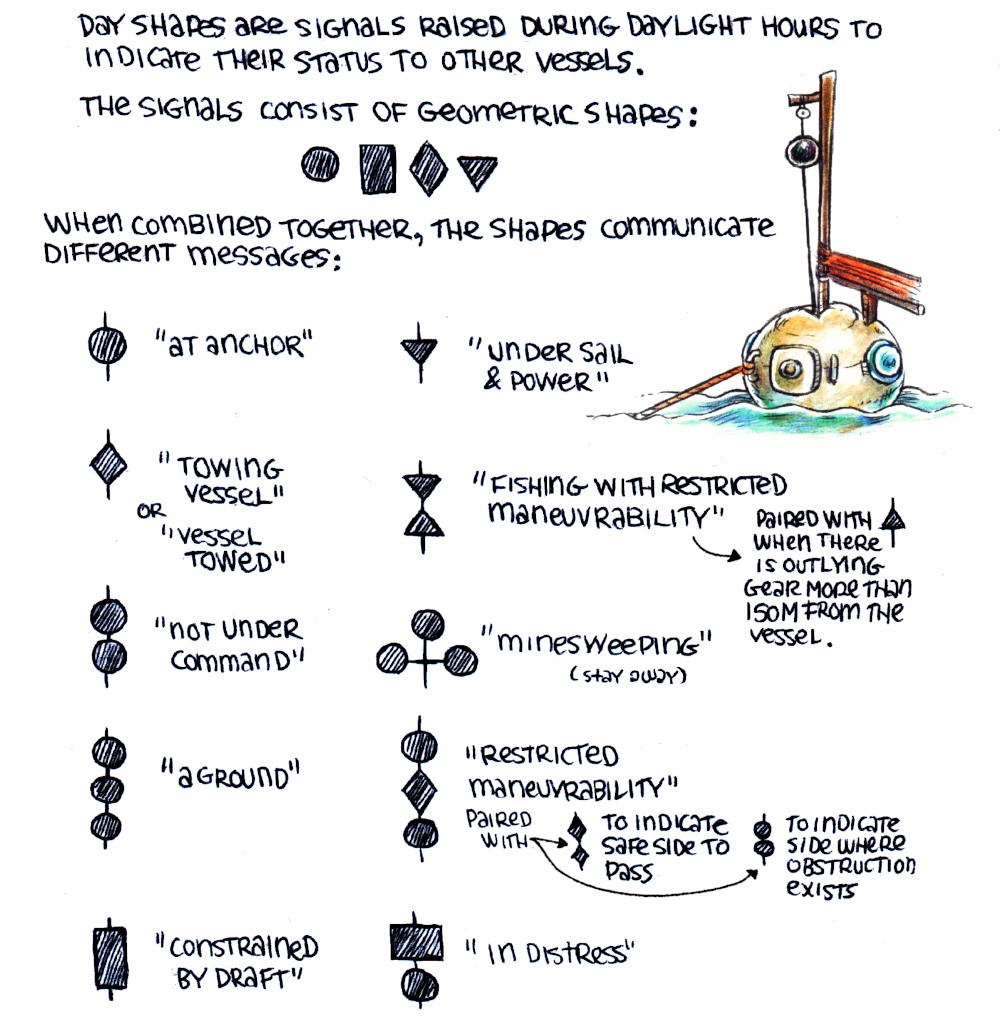 DAY SHAPES ARE SIGNALS RAISED DURING DAYLIGHT HOURS TO
INDICATE THEIR STATUS TO OTHER VESSELS.
THE SIGNALS CONSIST OF GEOMETRIC SHAPES:
WHEN COMBINED TOGETHER, THE SHAPES COMMUNICATE
DIFFERENT MESSAGES:
"AT ANCHOR"
"UNDER SAIL
& POWER"
"TOWING
VESSEL"
OR
"VESSEL
TOWED"
"FISHING WITH RESTRICTED
MANEUVRABILITY"
PAIRED WITH
WHEN THERE
IS OUTLYING
GEAR MORE THAN
150M FROM THE
VESSEL.
"NOT UNDER
COMMAND"
"MINESWEEPING"
(STAY AWAY)
"AGROUND"
"RESTRICTED
MANEUVRABILITY"
PAIRED
WITH
TO INDICATE
SAFE SIDE TO
PASS
TO INDICATE
SIDE WHERE
OBSTRUCTION
EXISTS
"CONSTRAINED
BY DRAFT"
"IN DISTRESS"